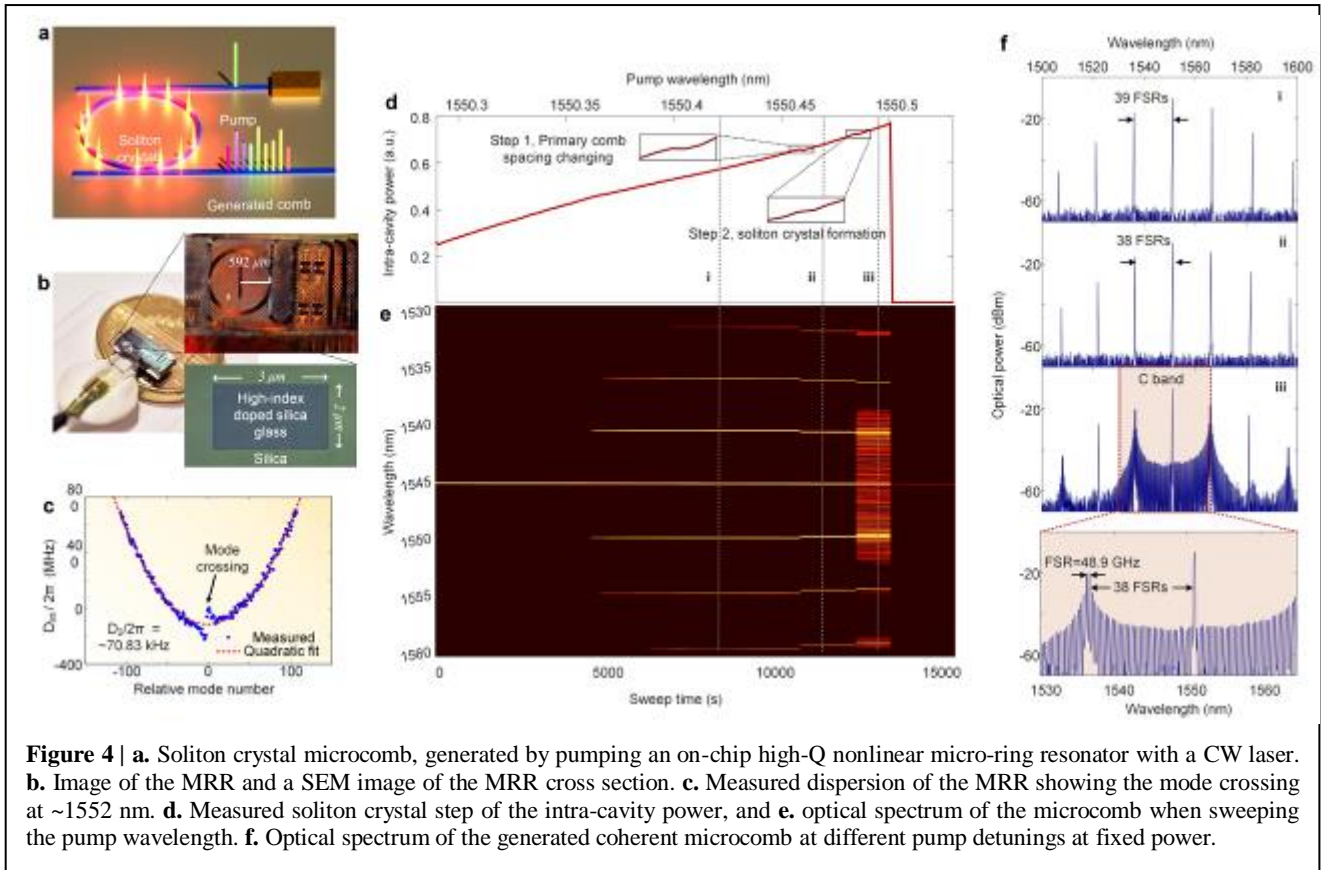 a
Soliton
crystal
Pump
Generated comb
b
592 µm
3 µm
2 µm
High-index
doped silica
glass
Silica
c
80
0
40
0
0
-400
D_int / 2π (MHz)
Mode
crossing
D₂/2π =
~70.83 kHz
Measured
Quadratic fit
-100 0 100
Relative mode number
d
Pump wavelength (nm)
1550.3 1550.35 1550.4 1550.45 1550.5
0.8
0.6
0.4
0.2
Intra-cavity power (a.u.)
Step 1, Primary comb
spacing changing
Step 2, soliton crystal formation
i ii iii
e
1530
1535
1540
1545
1550
1555
1560
Wavelength (nm)
0 5000 10000 15000
Sweep time (s)
f
Wavelength (nm)
1500 1520 1540 1560 1580 1600
i
39 FSRs
-20
-60
ii
38 FSRs
-20
-60
Optical power (dBm)
C band
iii
-20
-60
FSR=48.9 GHz
38 FSRs
-20
-60
1530 1540 1550 1560
Wavelength (nm)
Figure 4 | a. Soliton crystal microcomb, generated by pumping an on-chip high-Q nonlinear micro-ring resonator with a CW laser.
b. Image of the MRR and a SEM image of the MRR cross section. c. Measured dispersion of the MRR showing the mode crossing
at ~1552 nm. d. Measured soliton crystal step of the intra-cavity power, and e. optical spectrum of the microcomb when sweeping
the pump wavelength. f. Optical spectrum of the generated coherent microcomb at different pump detunings at fixed power.